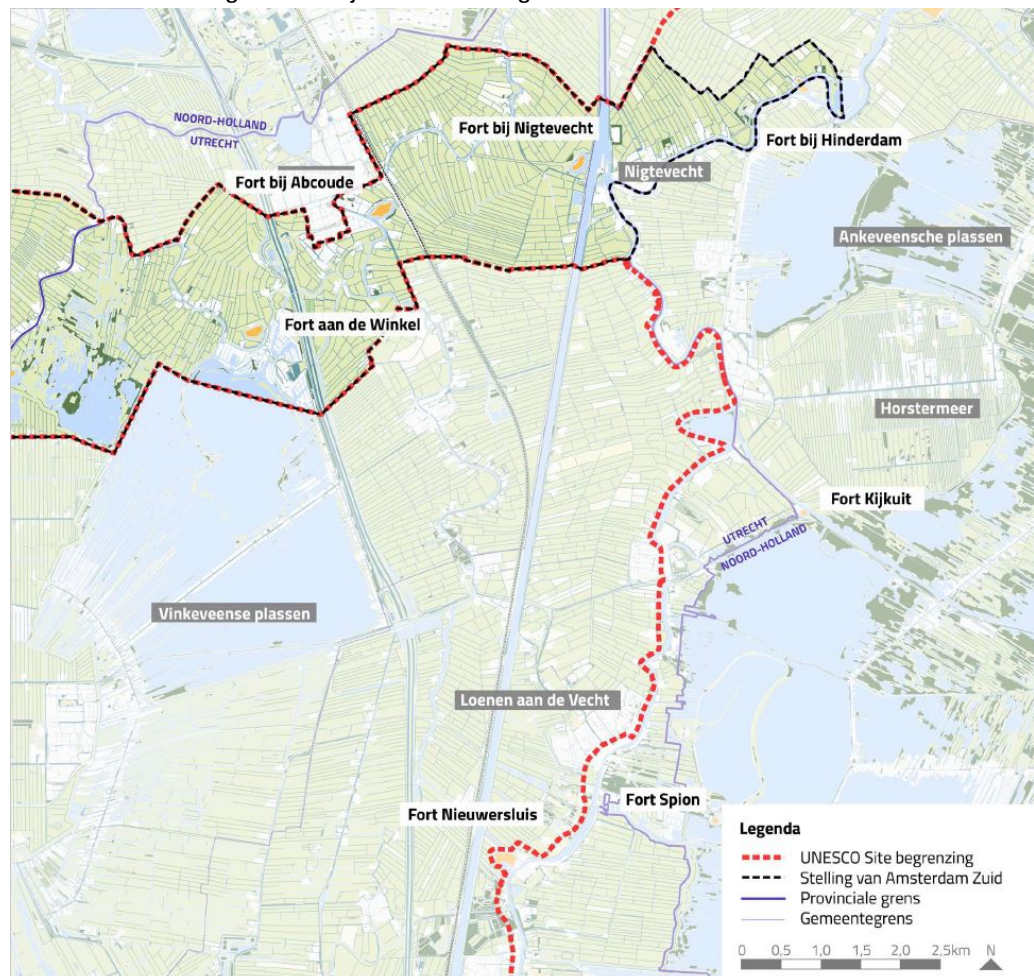 NOORD-HOLLAND
UTRECHT
Fort bij Nigtevecht
Fort bij Hinderdam
Fort bij Abcoude
Nigtevecht
Ankeveensche plassen
Fort aan de Winkel
Horstermeer
Fort Kijkuit
UTRECHT
NOORD-HOLLAND
Vinkeveense plassen
Loenen aan de Vecht
Fort Nieuwersluis
Fort Spion
Legenda
UNESCO Site begrenzing
Stelling van Amsterdam Zuid
Provinciale grens
Gemeentegrens
0 0,5 1,0 1,5 2,0 2,5km N